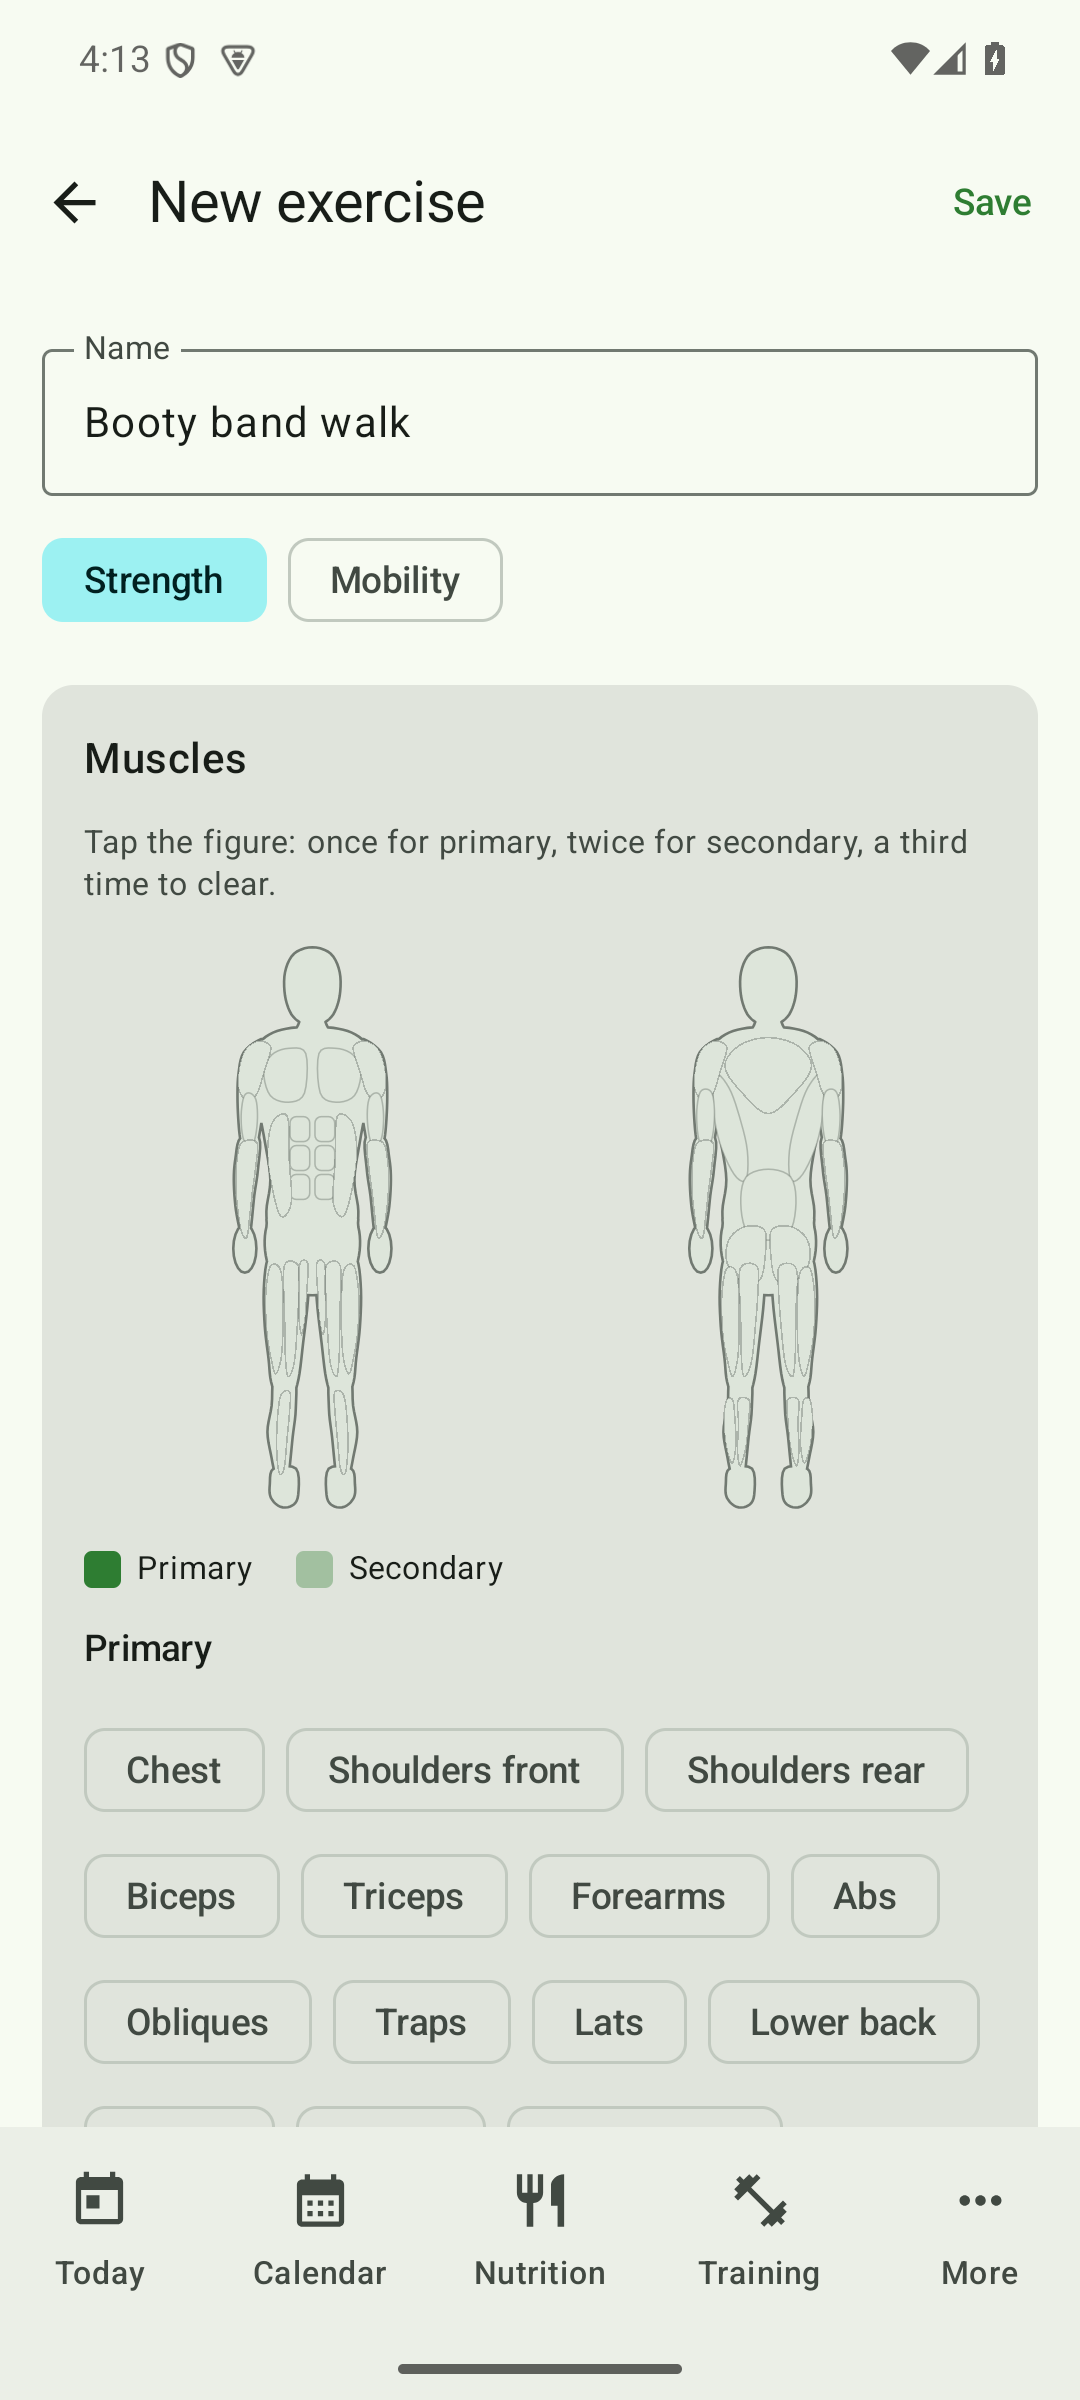 4:13
New exercise
Save
Name
Booty band walk
Strength
Mobility
Muscles
Tap the figure: once for primary, twice for secondary, a third
time to clear.
Primary
Secondary
Primary
Chest
Shoulders front
Shoulders rear
Biceps
Triceps
Forearms
Abs
Obliques
Traps
Lats
Lower back
Today
Calendar
Nutrition
Training
More